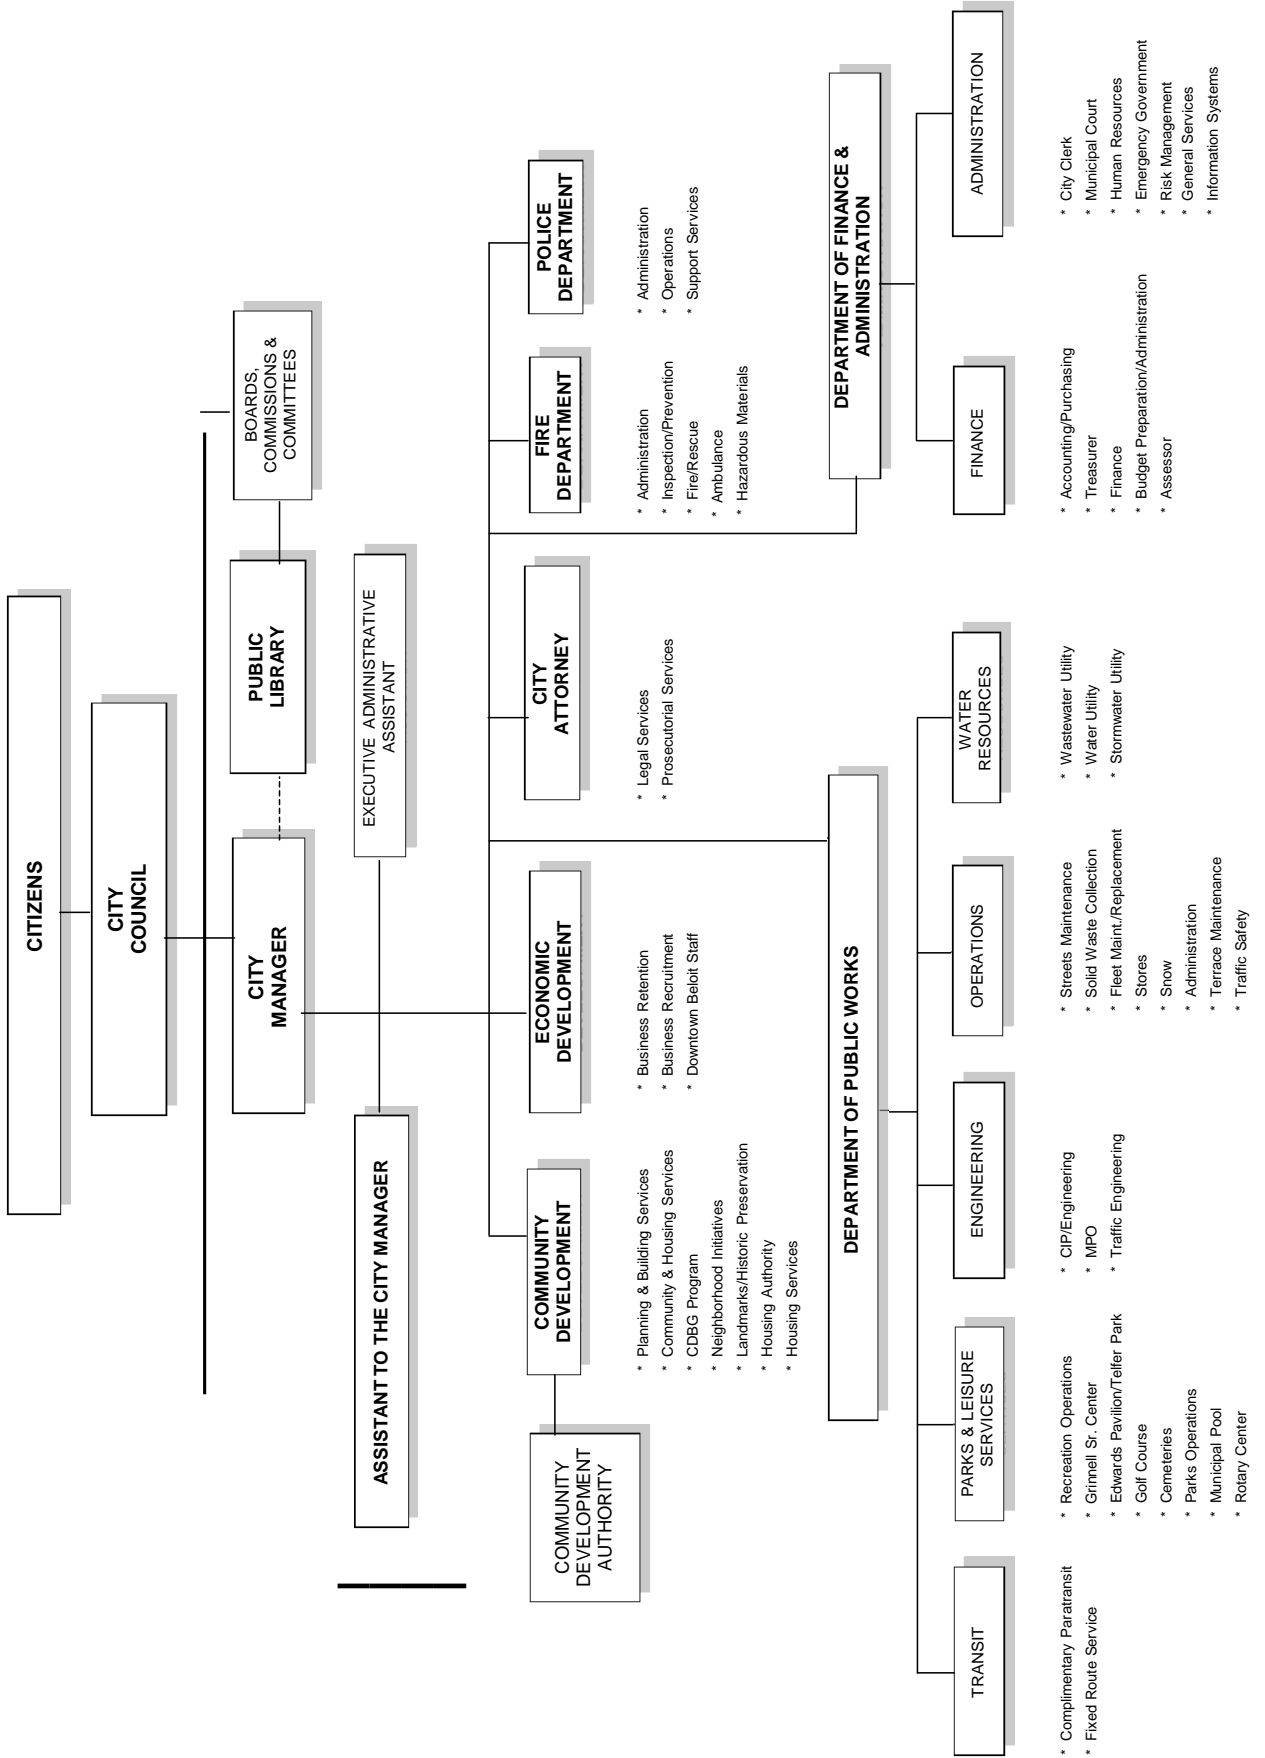 CITIZENS
CITY
COUNCIL
CITY
MANAGER
PUBLIC
LIBRARY
BOARDS,
COMMISSIONS &
COMMITTEES
ASSISTANT TO THE CITY MANAGER
EXECUTIVE ADMINISTRATIVE
ASSISTANT
COMMUNITY
DEVELOPMENT
AUTHORITY
COMMUNITY
DEVELOPMENT
* Planning & Building Services
* Community & Housing Services
* CDBG Program
* Neighborhood Initiatives
* Landmarks/Historic Preservation
* Housing Authority
* Housing Services
ECONOMIC
DEVELOPMENT
* Business Retention
* Business Recruitment
* Downtown Beloit Staff
CITY
ATTORNEY
* Legal Services
* Prosecutorial Services
FIRE
DEPARTMENT
* Administration
* Inspection/Prevention
* Fire/Rescue
* Ambulance
* Hazardous Materials
POLICE
DEPARTMENT
* Administration
* Operations
* Support Services
DEPARTMENT OF PUBLIC WORKS
TRANSIT
* Complimentary Paratransit
* Fixed Route Service
PARKS & LEISURE
SERVICES
* Recreation Operations
* Grinnell Sr. Center
* Edwards Pavilion/Telfer Park
* Golf Course
* Cemeteries
* Parks Operations
* Municipal Pool
* Rotary Center
ENGINEERING
* CIP/Engineering
* MPO
* Traffic Engineering
OPERATIONS
* Streets Maintenance
* Solid Waste Collection
* Fleet Maint./Replacement
* Stores
* Snow
* Administration
* Terrace Maintenance
* Traffic Safety
WATER
RESOURCES
* Wastewater Utility
* Water Utility
* Stormwater Utility
DEPARTMENT OF FINANCE &
ADMINISTRATION
FINANCE
* Accounting/Purchasing
* Treasurer
* Finance
* Budget Preparation/Administration
* Assessor
ADMINISTRATION
* City Clerk
* Municipal Court
* Human Resources
* Emergency Government
* Risk Management
* General Services
* Information Systems